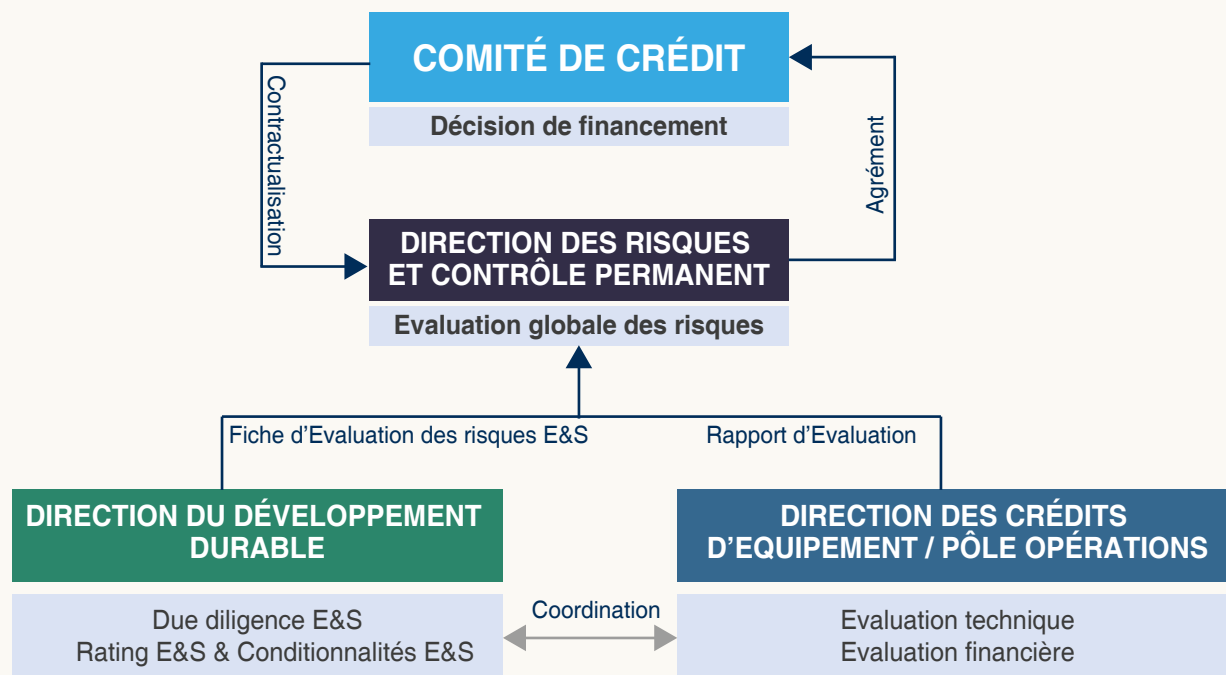 COMITÉ DE CRÉDIT
Décision de financement
Contractualisation
Agrément
DIRECTION DES RISQUES
ET CONTRÔLE PERMANENT
Evaluation globale des risques
Fiche d’Evaluation des risques E&S
Rapport d’Evaluation
DIRECTION DU DÉVELOPPEMENT
DURABLE
DIRECTION DES CRÉDITS
D’EQUIPEMENT / PÔLE OPÉRATIONS
Due diligence E&S
Rating E&S & Conditionnalités E&S
Coordination
Evaluation technique
Evaluation financière